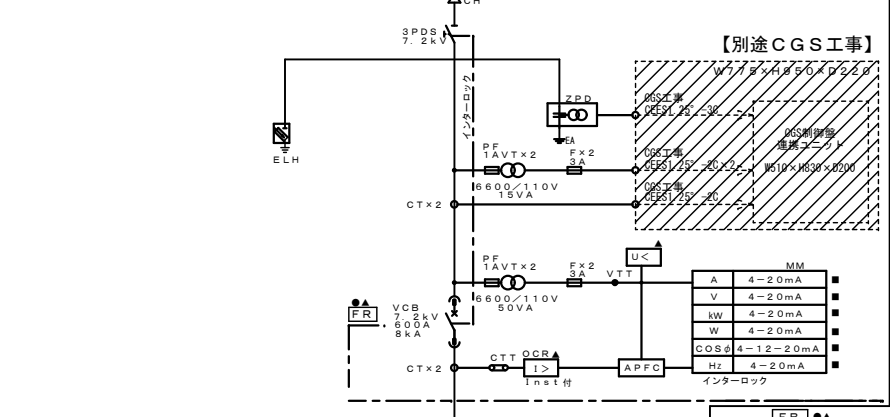 CH
3PDS
7.2kV
【別途CGS工事】
W775×H950×D220
インターロック
ZPD
EA
ELH
CGS工事
CEES1.25°-3C
CGS制御盤
連携ユニット
W510×H830×D200
PF
1AVT×2
F×2
3A
CGS工事
CEES1.25°-2C×2
6600/110V
15VA
CGS工事
CEES1.25°-2C
CT×2
▲
U<
PF
1AVT×2
F×2
3A
VTT
6600/110V
50VA
MM
A 4-20mA ■
V 4-20mA ■
kW 4-20mA ■
W 4-20mA ■
COSφ 4-12-20mA ■
Hz 4-20mA ■
インターロック
●▲
FR
VCB
7.2kV
600A
8kA
CT×2
CTT
OCR▲
I>
Inst付
APFC
FR ●▲